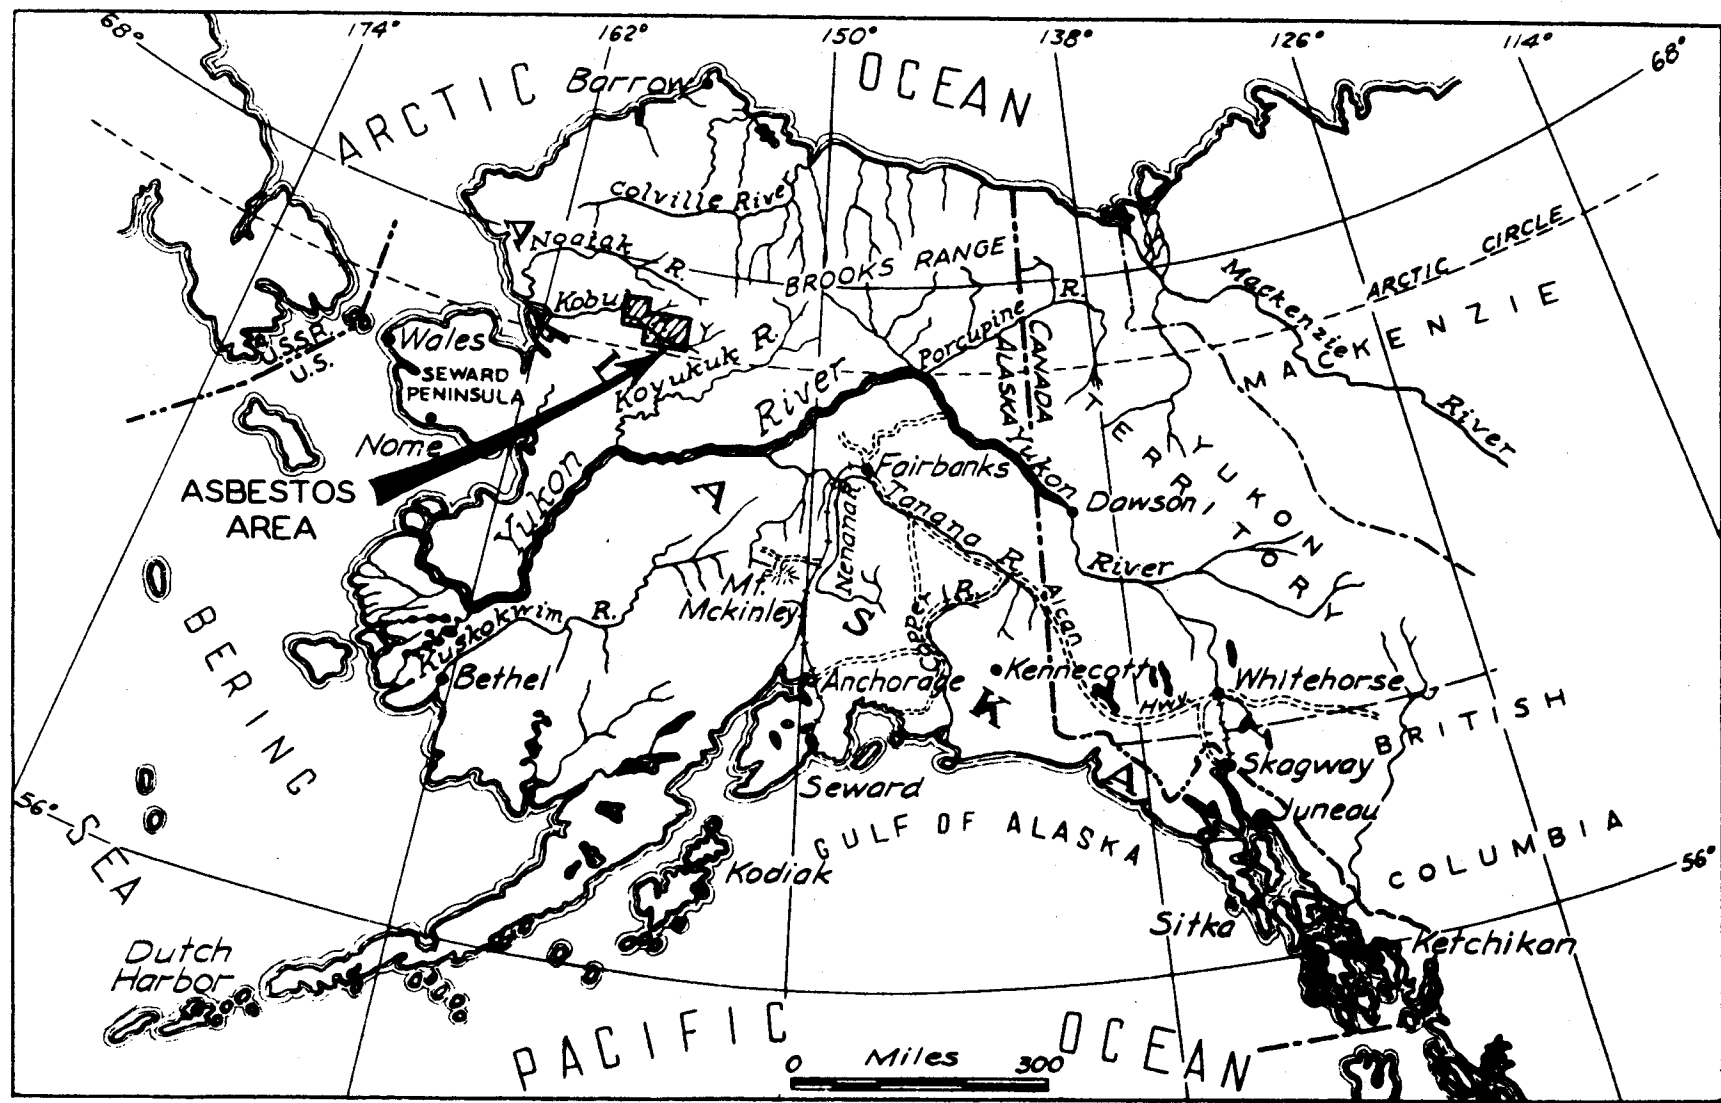 68°
174°
162°
150°
138°
126°
114°
68°
ARCTIC OCEAN
Barrow
Colville River
Noatak R.
BROOKS RANGE
Kobuk
Koyukuk R.
Porcupine R.
Mackenzie River
ARCTIC CIRCLE
MACKENZIE
U.S.S.R.
U.S.
Wales
SEWARD
PENINSULA
Nome
ASBESTOS
AREA
CANADA
ALASKA
Yukon River
Yukon
Fairbanks
Tanana R.
Nenana R.
Dawson
River
YUKON
TERRITORY
Mt.
McKinley
Kuskokwim R.
Bethel
Copper R.
Alcan
Hwy.
Anchorage
Kennecott
Whitehorse
ALASKA
BRITISH
COLUMBIA
Skagway
Juneau
Seward
GULF OF ALASKA
Kodiak
Sitka
Ketchikan
BERING
SEA
56°
56°
Dutch
Harbor
PACIFIC OCEAN
0 Miles 300